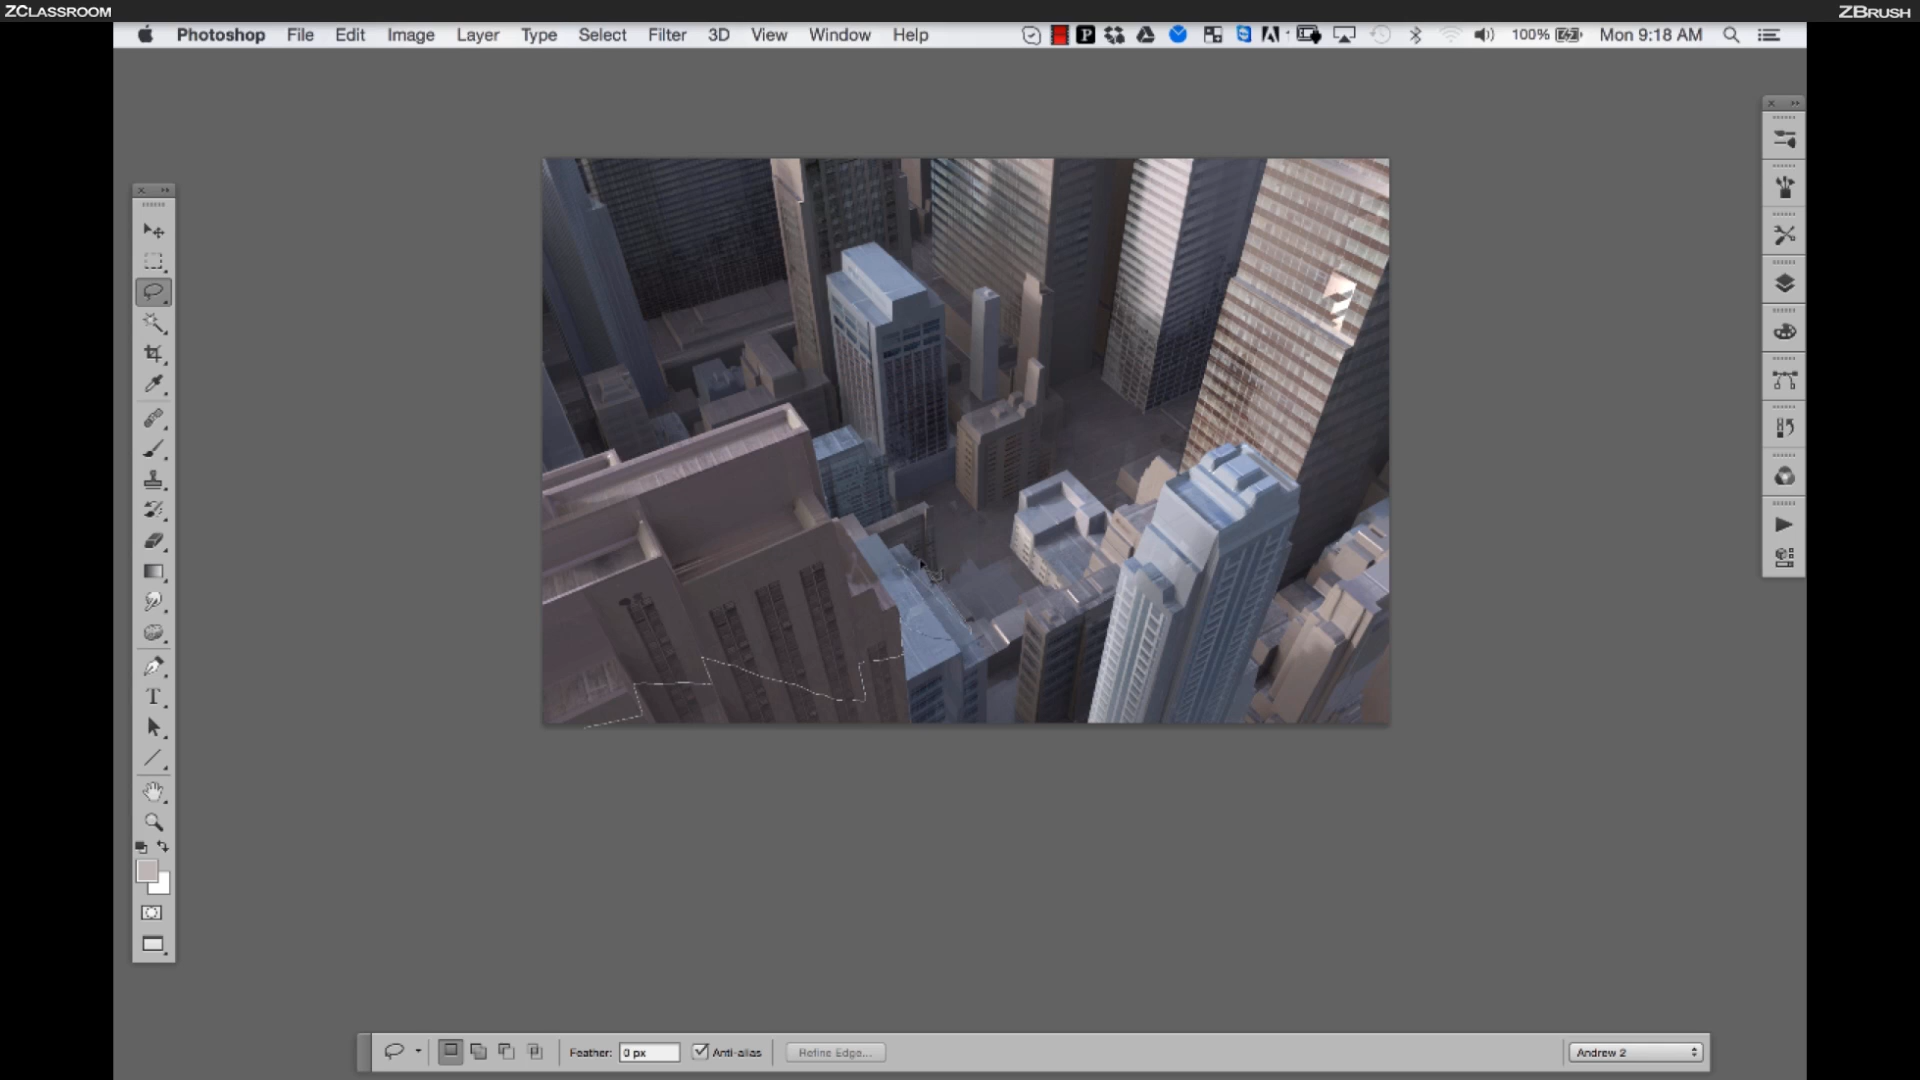 ZCLASSROOM
ZBRUSH
Photoshop File Edit Image Layer Type Select Filter 3D View Window Help 100% Mon 9:18 AM
Feather: 0 px Anti-alias Refine Edge... Andrew 2